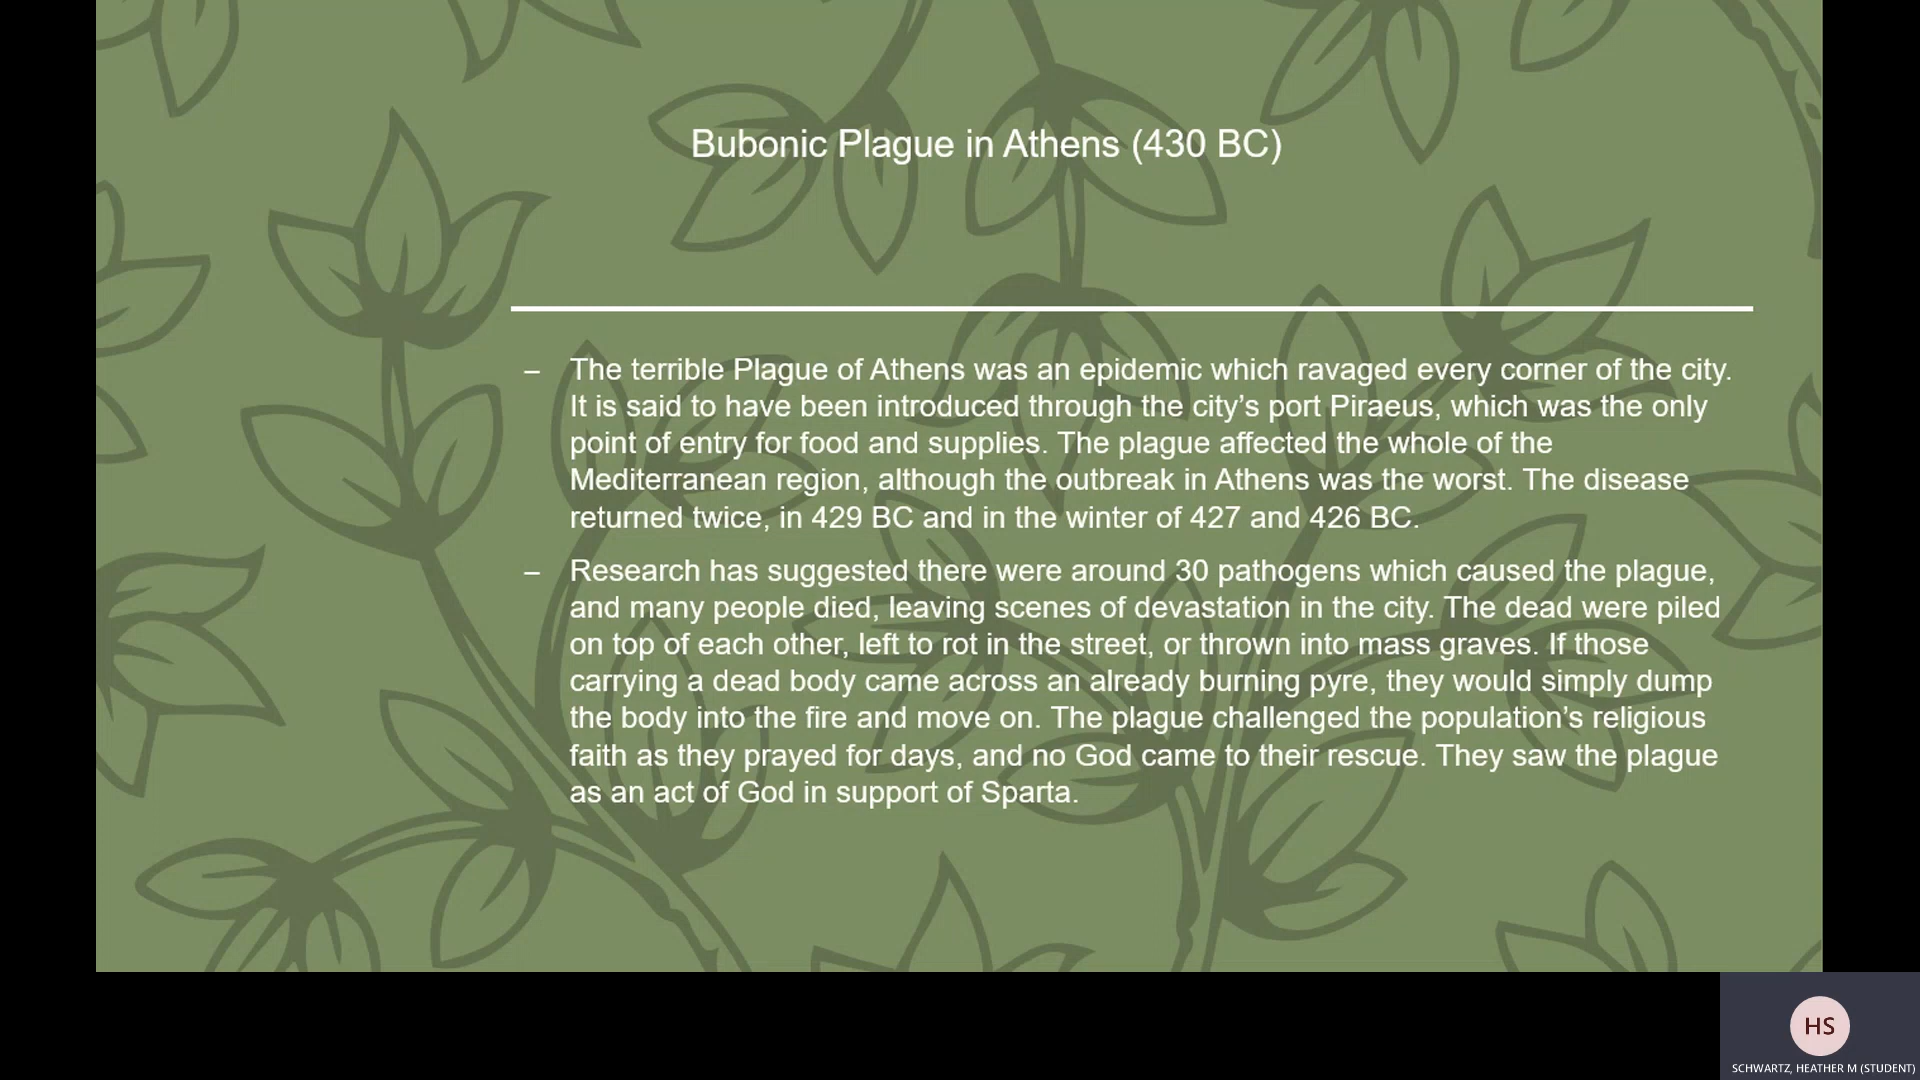 Bubonic Plague in Athens (430 BC)
– The terrible Plague of Athens was an epidemic which ravaged every corner of the city.
It is said to have been introduced through the city’s port Piraeus, which was the only
point of entry for food and supplies. The plague affected the whole of the
Mediterranean region, although the outbreak in Athens was the worst. The disease
returned twice, in 429 BC and in the winter of 427 and 426 BC.
– Research has suggested there were around 30 pathogens which caused the plague,
and many people died, leaving scenes of devastation in the city. The dead were piled
on top of each other, left to rot in the street, or thrown into mass graves. If those
carrying a dead body came across an already burning pyre, they would simply dump
the body into the fire and move on. The plague challenged the population’s religious
faith as they prayed for days, and no God came to their rescue. They saw the plague
as an act of God in support of Sparta.
HS
SCHWARTZ, HEATHER M (STUDENT)